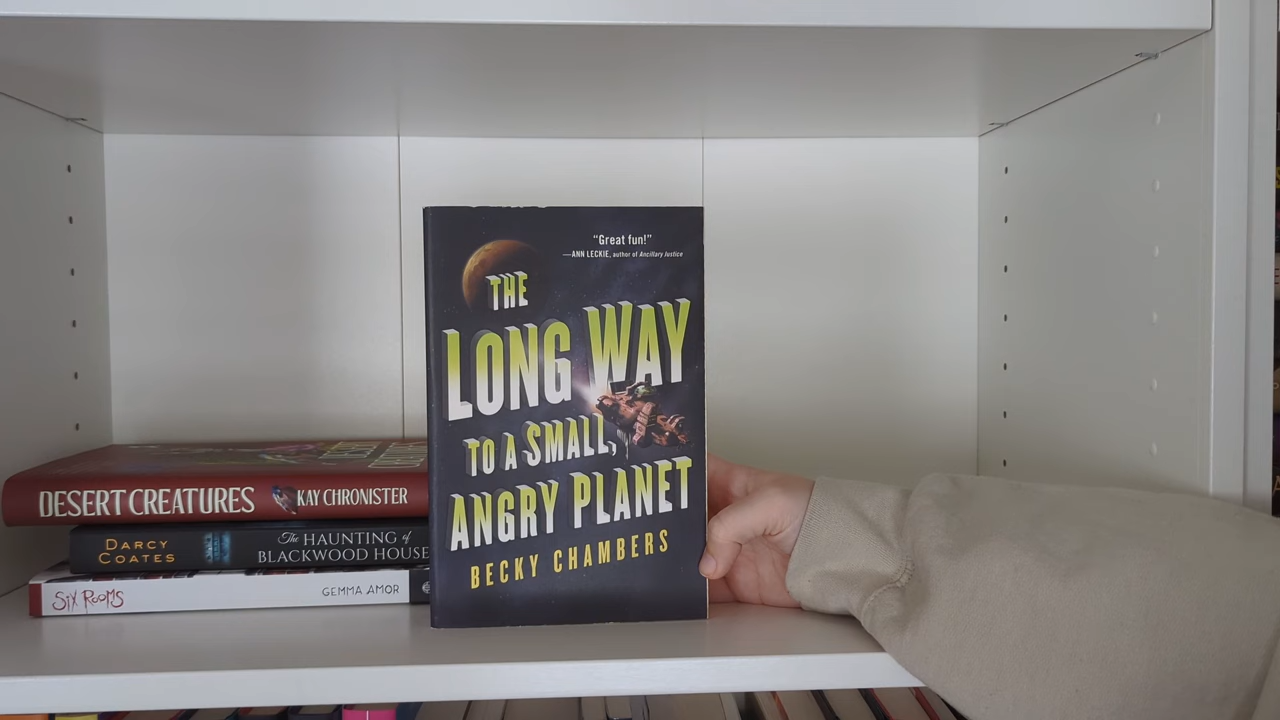 "Great fun!"
—ANN LECKIE, author of Ancillary Justice
THE
LONG WAY
TO A SMALL,
ANGRY PLANET
BECKY CHAMBERS
DESERT CREATURES KAY CHRONISTER
DARCY COATES The HAUNTING of BLACKWOOD HOUSE
SIX ROOMS GEMMA AMOR